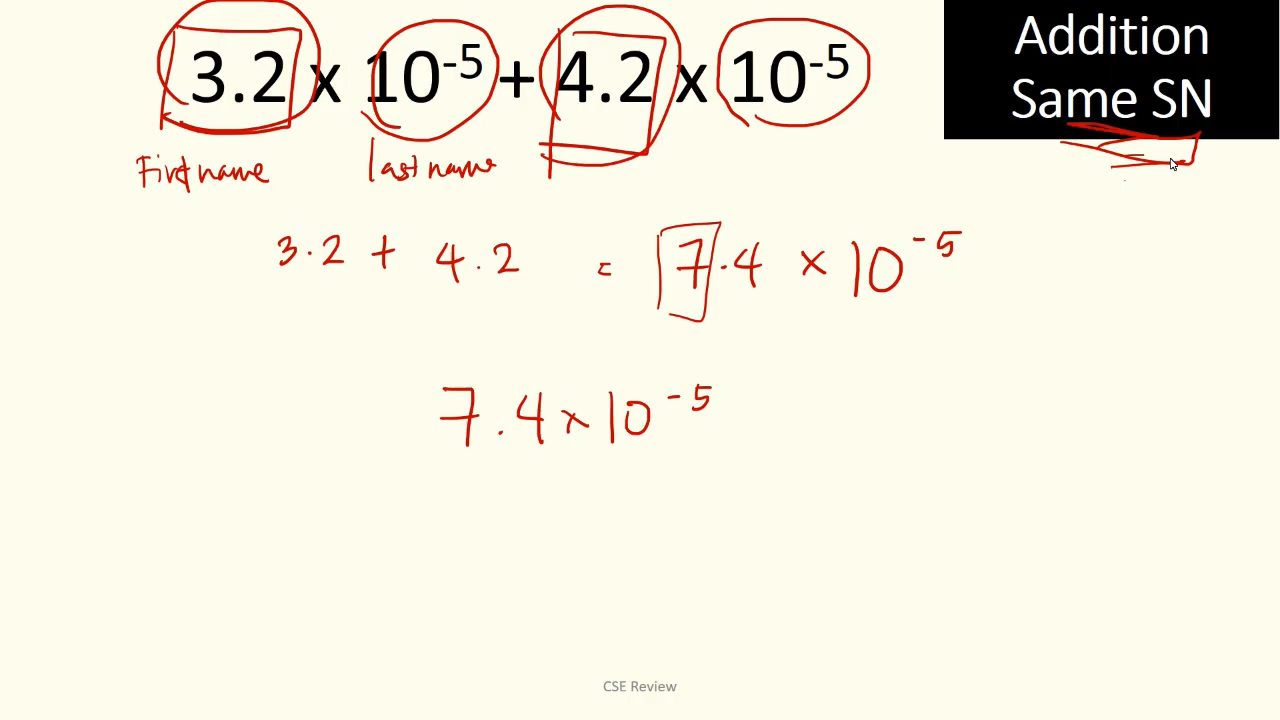 3.2 x 10⁻⁵ + 4.2 x 10⁻⁵
Addition
Same SN
First name
last name
3.2 + 4.2 = 7.4 x 10⁻⁵
7.4 x 10⁻⁵
CSE Review